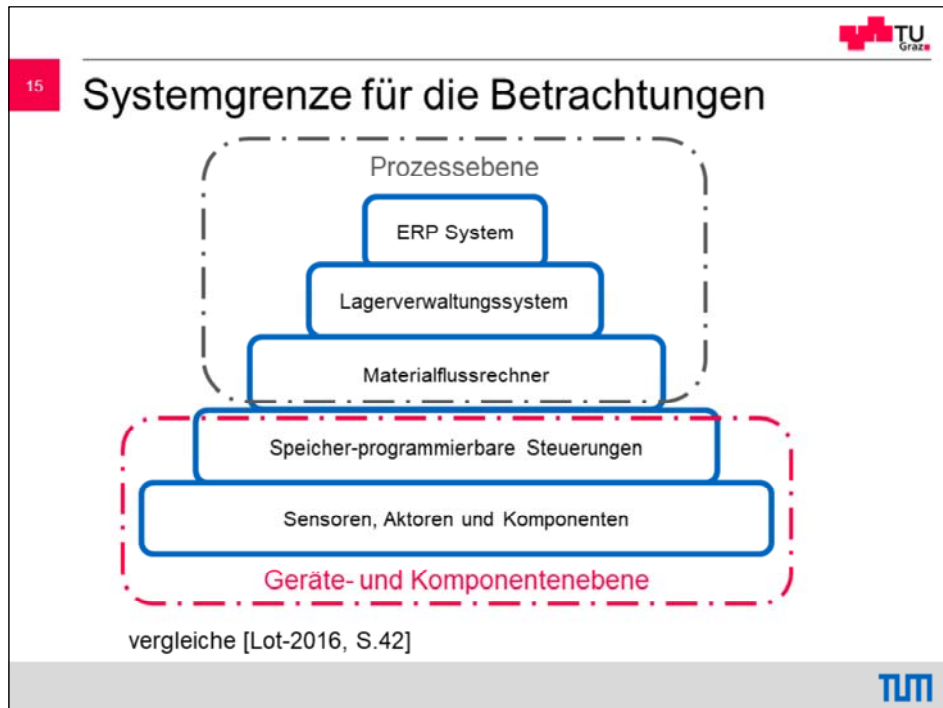 TU
Graz
15
Systemgrenze für die Betrachtungen
Prozessebene
ERP System
Lagerverwaltungssystem
Materialflussrechner
Speicher-programmierbare Steuerungen
Sensoren, Aktoren und Komponenten
Geräte- und Komponentenebene
vergleiche [Lot-2016, S.42]
TUM